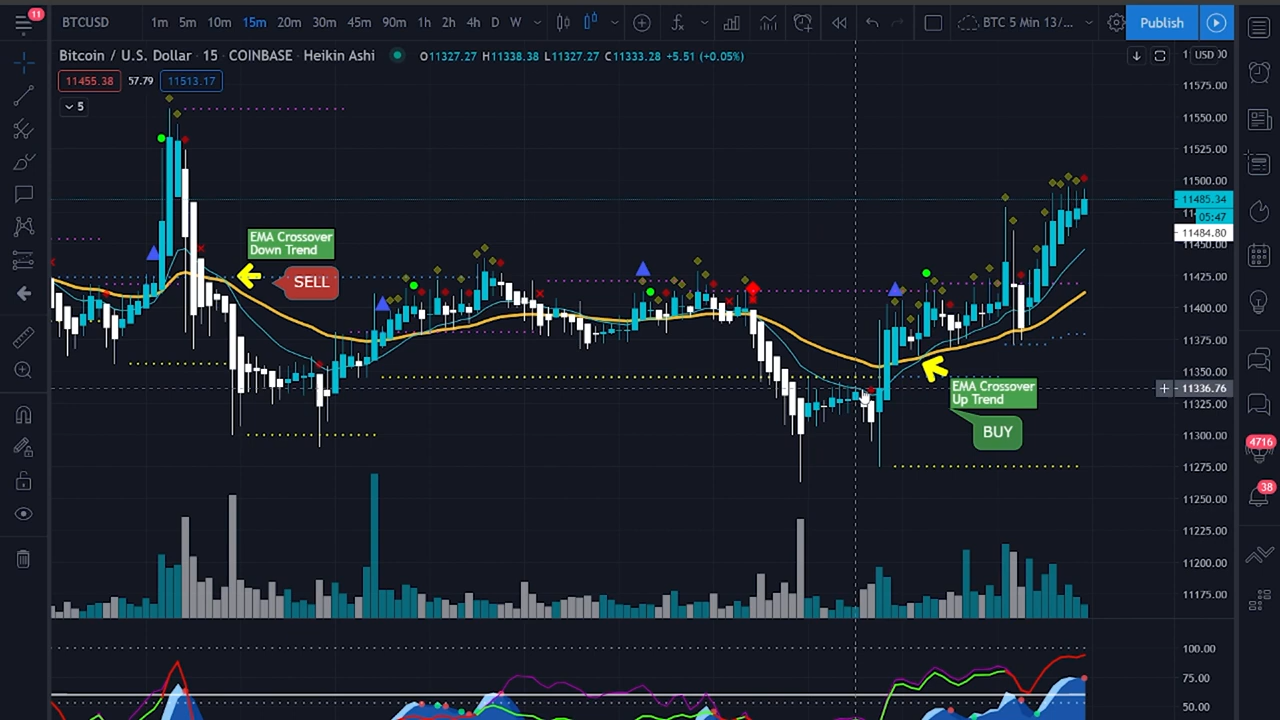 11
BTCUSD 1m 5m 10m 15m 20m 30m 45m 90m 1h 2h 4h D W BTC 5 Min 13/... Publish
Bitcoin / U.S. Dollar · 15 · COINBASE · Heikin Ashi O11327.27 H11338.38 L11327.27 C11333.28 +5.51 (+0.05%)
USD
11455.38 57.79 11513.17
5
11575.00
11550.00
11525.00
11500.00
11485.34
05:47
11484.80
11450.00
11425.00
11400.00
11375.00
11350.00
11336.76
11325.00
11300.00
11275.00
11250.00
11225.00
11200.00
11175.00
100.00
75.00
50.00
EMA Crossover
Down Trend
SELL
EMA Crossover
Up Trend
BUY
4716
38